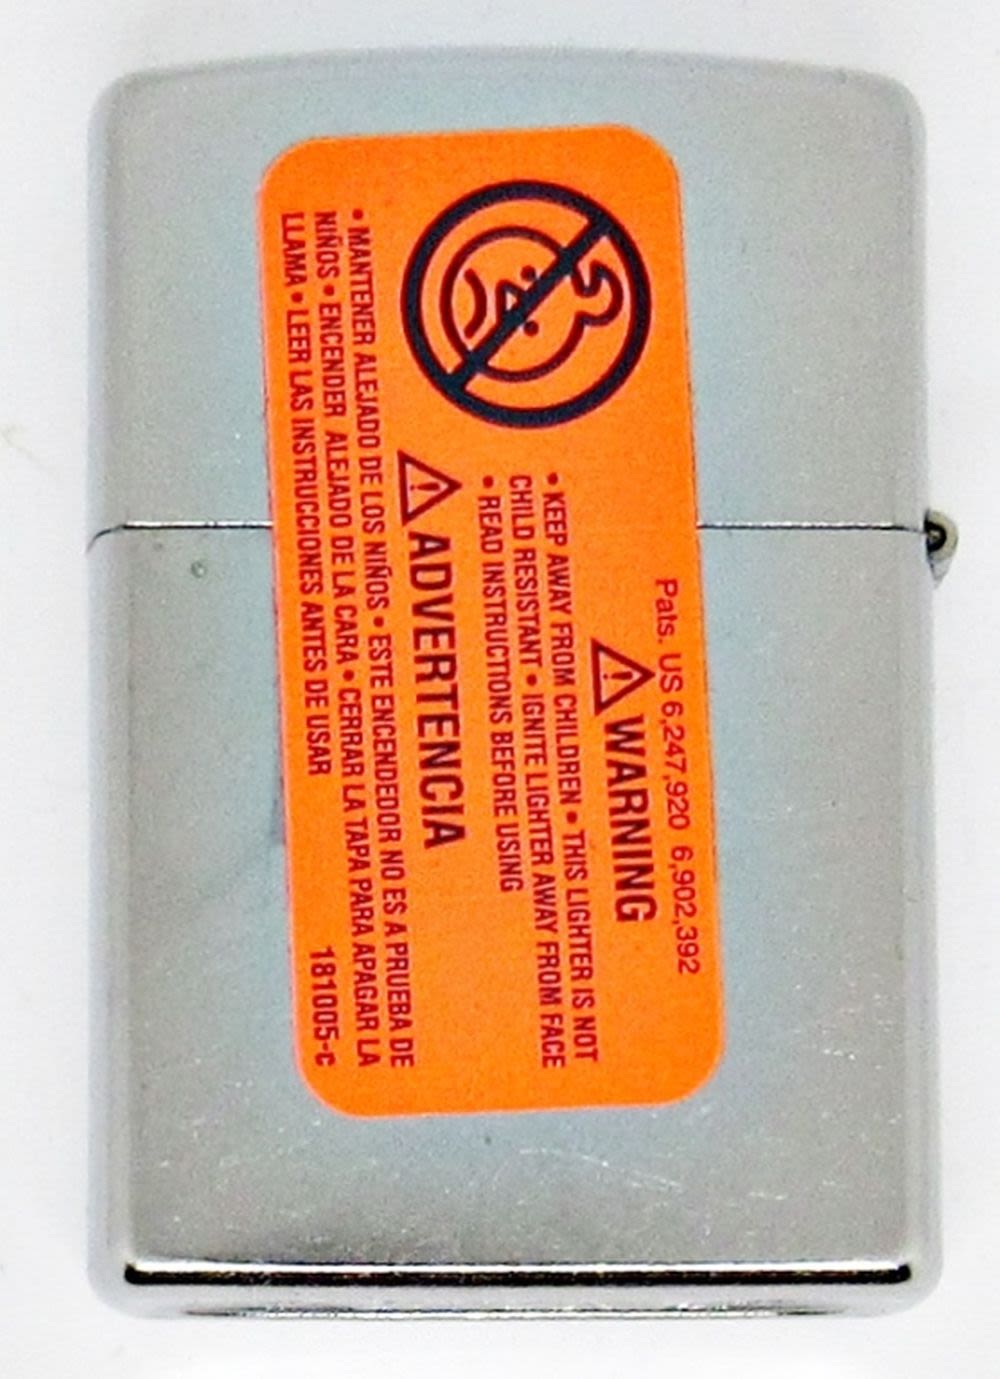 Pats. US 6,247,920 6,902,392
WARNING
• KEEP AWAY FROM CHILDREN • THIS LIGHTER IS NOT
CHILD RESISTANT • IGNITE LIGHTER AWAY FROM FACE
• READ INSTRUCTIONS BEFORE USING
ADVERTENCIA
• MANTENER ALEJADO DE LOS NIÑOS • ESTE ENCENDEDOR NO ES A PRUEBA DE
NIÑOS • ENCENDER ALEJADO DE LA CARA • CERRAR LA TAPA PARA APAGAR LA
LLAMA • LEER LAS INSTRUCCIONES ANTES DE USAR
181005-c